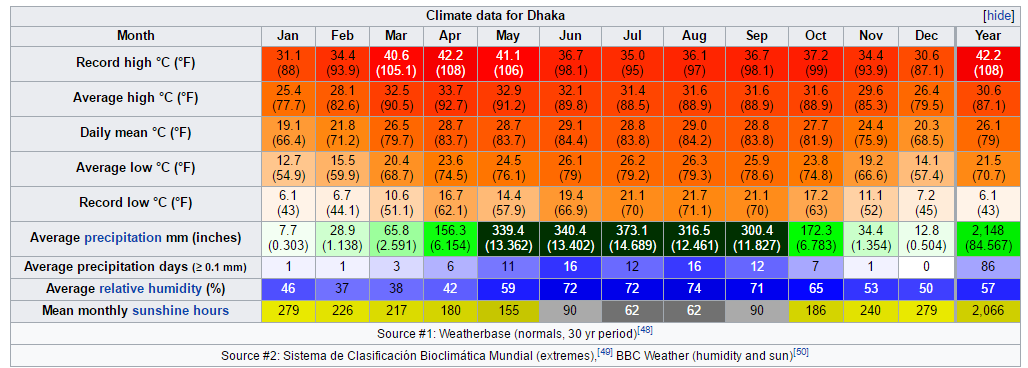 Climate data for Dhaka [hide]
Month Jan Feb Mar Apr May Jun Jul Aug Sep Oct Nov Dec Year
Record high °C (°F) 31.1 (88) 34.4 (93.9) 40.6 (105.1) 42.2 (108) 41.1 (106) 36.7 (98.1) 35.0 (95) 36.1 (97) 36.7 (98.1) 37.2 (99) 34.4 (93.9) 30.6 (87.1) 42.2 (108)
Average high °C (°F) 25.4 (77.7) 28.1 (82.6) 32.5 (90.5) 33.7 (92.7) 32.9 (91.2) 32.1 (89.8) 31.4 (88.5) 31.6 (88.9) 31.6 (88.9) 31.6 (88.9) 29.6 (85.3) 26.4 (79.5) 30.6 (87.1)
Daily mean °C (°F) 19.1 (66.4) 21.8 (71.2) 26.5 (79.7) 28.7 (83.7) 28.7 (83.7) 29.1 (84.4) 28.8 (83.8) 29.0 (84.2) 28.8 (83.8) 27.7 (81.9) 24.4 (75.9) 20.3 (68.5) 26.1 (79)
Average low °C (°F) 12.7 (54.9) 15.5 (59.9) 20.4 (68.7) 23.6 (74.5) 24.5 (76.1) 26.1 (79) 26.2 (79.2) 26.3 (79.3) 25.9 (78.6) 23.8 (74.8) 19.2 (66.6) 14.1 (57.4) 21.5 (70.7)
Record low °C (°F) 6.1 (43) 6.7 (44.1) 10.6 (51.1) 16.7 (62.1) 14.4 (57.9) 19.4 (66.9) 21.1 (70) 21.7 (71.1) 21.1 (70) 17.2 (63) 11.1 (52) 7.2 (45) 6.1 (43)
Average precipitation mm (inches) 7.7 (0.303) 28.9 (1.138) 65.8 (2.591) 156.3 (6.154) 339.4 (13.362) 340.4 (13.402) 373.1 (14.689) 316.5 (12.461) 300.4 (11.827) 172.3 (6.783) 34.4 (1.354) 12.8 (0.504) 2,148 (84.567)
Average precipitation days (≥ 0.1 mm) 1 1 3 6 11 16 12 16 12 7 1 0 86
Average relative humidity (%) 46 37 38 42 59 72 72 74 71 65 53 50 57
Mean monthly sunshine hours 279 226 217 180 155 90 62 62 90 186 240 279 2,066
Source #1: Weatherbase (normals, 30 yr period)[48]
Source #2: Sistema de Clasificación Bioclimática Mundial (extremes),[49] BBC Weather (humidity and sun)[50]